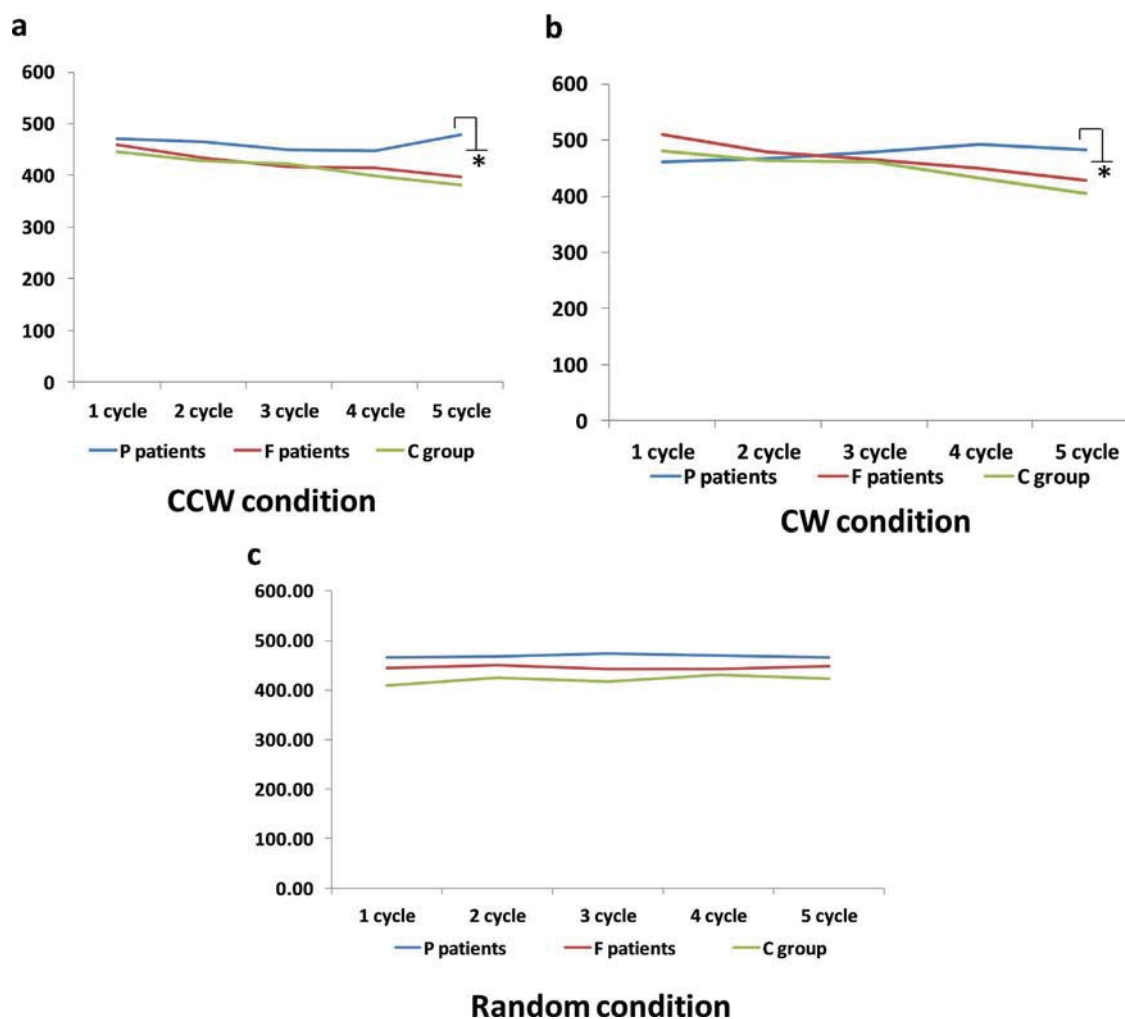 a
600
500
400
300
200
100
0
*
1 cycle 2 cycle 3 cycle 4 cycle 5 cycle
P patients F patients C group
CCW condition
b
600
500
400
300
200
100
0
*
1 cycle 2 cycle 3 cycle 4 cycle 5 cycle
P patients F patients C group
CW condition
c
600.00
500.00
400.00
300.00
200.00
100.00
0.00
1 cycle 2 cycle 3 cycle 4 cycle 5 cycle
P patients F patients C group
Random condition